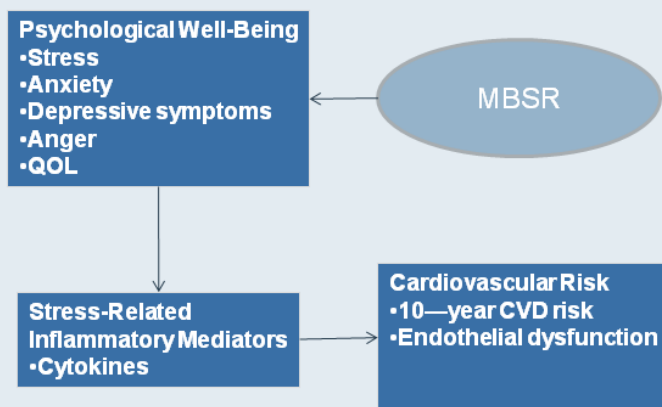 Psychological Well-Being
•Stress
•Anxiety
•Depressive symptoms
•Anger
•QOL
MBSR
Stress-Related
Inflammatory Mediators
•Cytokines
Cardiovascular Risk
•10—year CVD risk
•Endothelial dysfunction